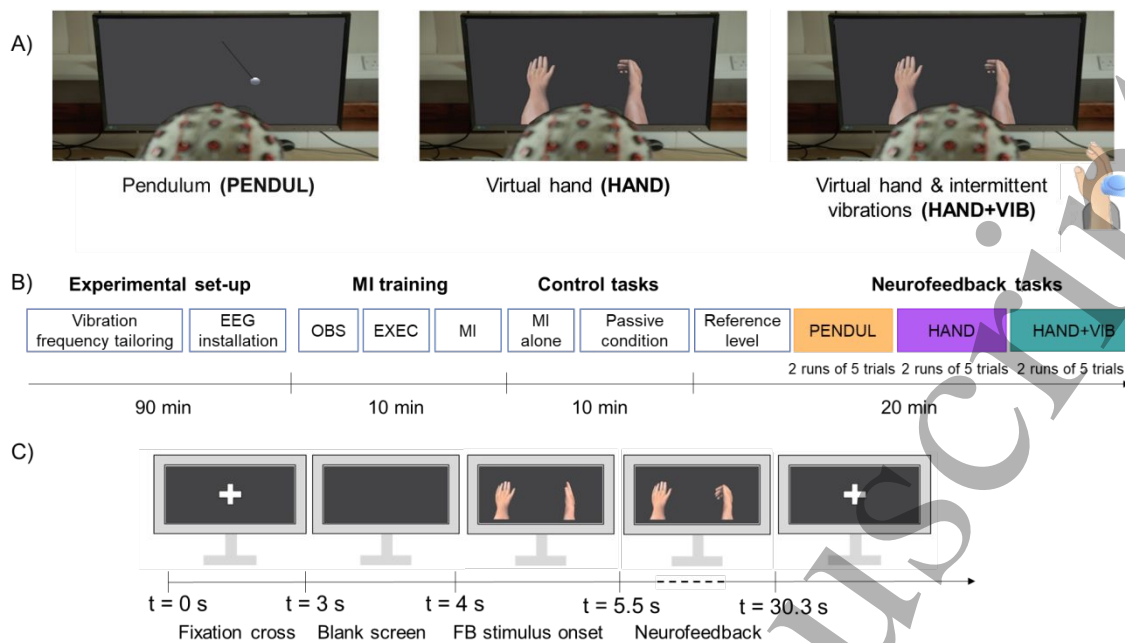 A)
Pendulum (PENDUL)
Virtual hand (HAND)
Virtual hand & intermittent
vibrations (HAND+VIB)
B)
Experimental set-up
MI training
Control tasks
Neurofeedback tasks
Vibration
frequency tailoring
EEG
installation
OBS
EXEC
MI
MI
alone
Passive
condition
Reference
level
PENDUL
HAND
HAND+VIB
2 runs of 5 trials
2 runs of 5 trials
2 runs of 5 trials
90 min
10 min
10 min
20 min
C)
t = 0 s
t = 3 s
t = 4 s
t = 5.5 s
t = 30.3 s
Fixation cross
Blank screen
FB stimulus onset
Neurofeedback